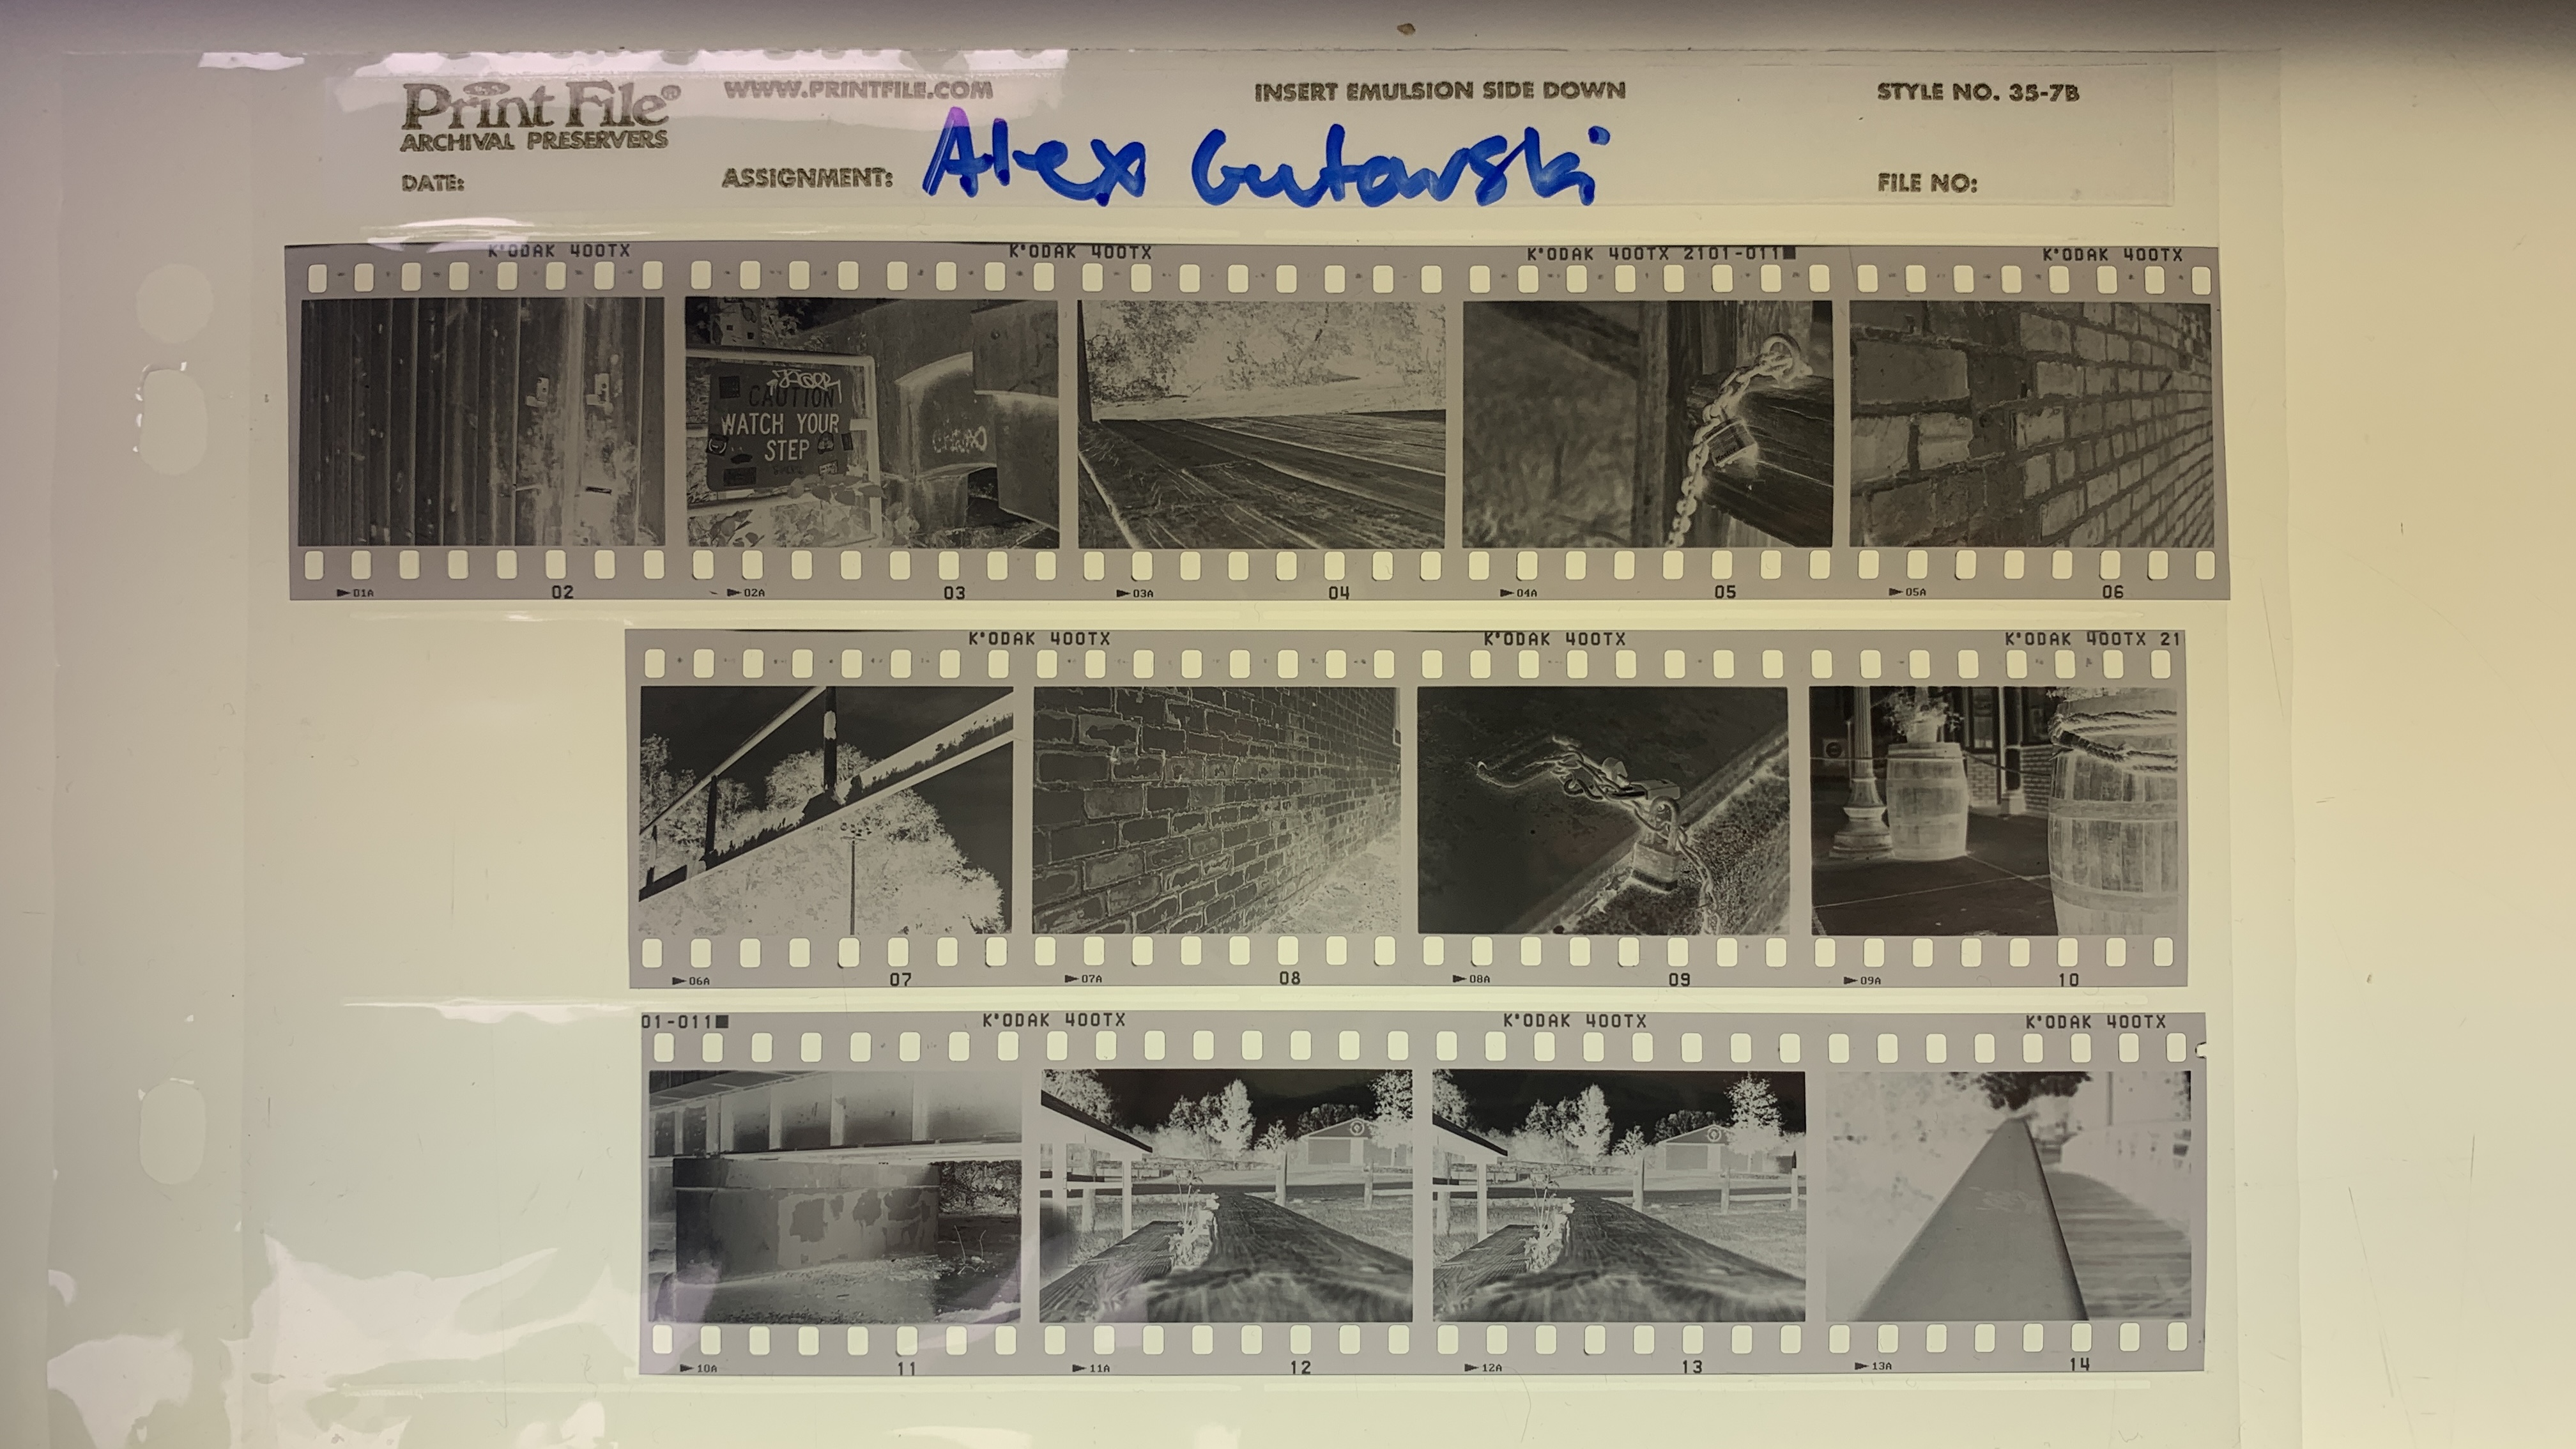 Print File® WWW.PRINTFILE.COM INSERT EMULSION SIDE DOWN STYLE NO. 35-7B
ARCHIVAL PRESERVERS
DATE: ASSIGNMENT: Alex Gutowski FILE NO:
K'ODAK 400TX K'ODAK 400TX K'ODAK 400TX 2101-011■ K'ODAK 400TX
CAUTION
WATCH YOUR
STEP
►01A 02 ►02A 03 ►03A 04 ►04A 05 ►05A 06
K'ODAK 400TX K'ODAK 400TX K'ODAK 400TX 21
►06A 07 ►07A 08 ►08A 09 ►09A 10
01-011■ K'ODAK 400TX K'ODAK 400TX K'ODAK 400TX
►10A 11 ►11A 12 ►12A 13 ►13A 14